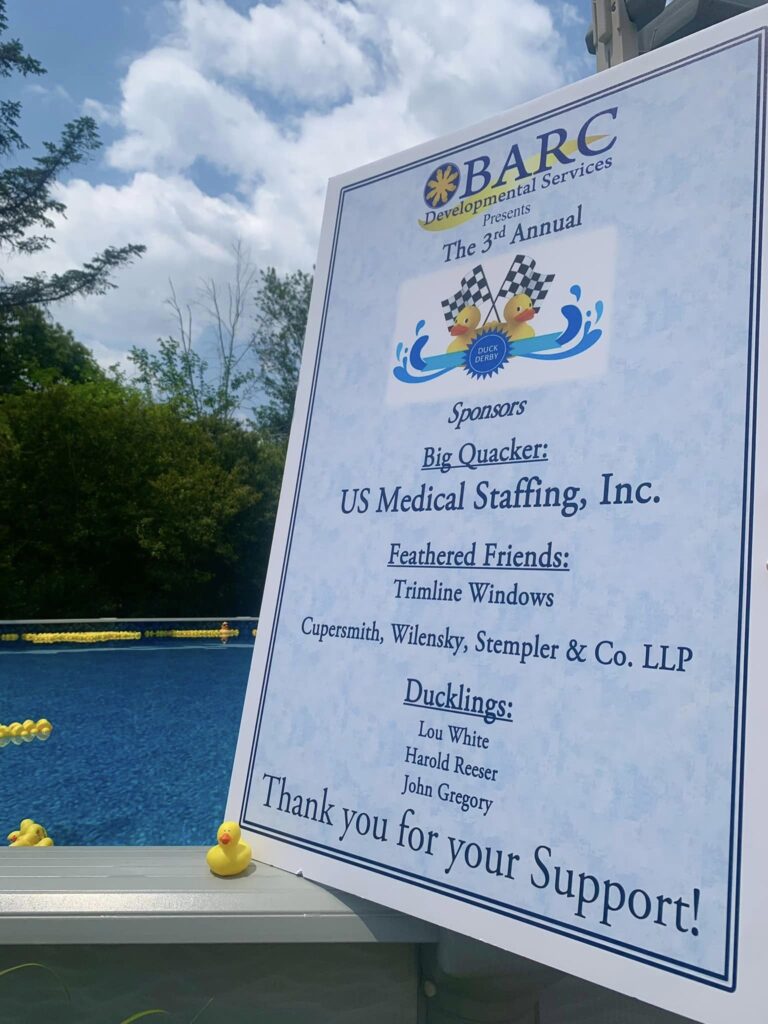 BARC
Developmental Services
Presents
The 3rd Annual
DUCK
DERBY
Sponsors
Big Quacker:
US Medical Staffing, Inc.
Feathered Friends:
Trimline Windows
Cupersmith, Wilensky, Stempler & Co. LLP
Ducklings:
Lou White
Harold Reeser
John Gregory
Thank you for your Support!